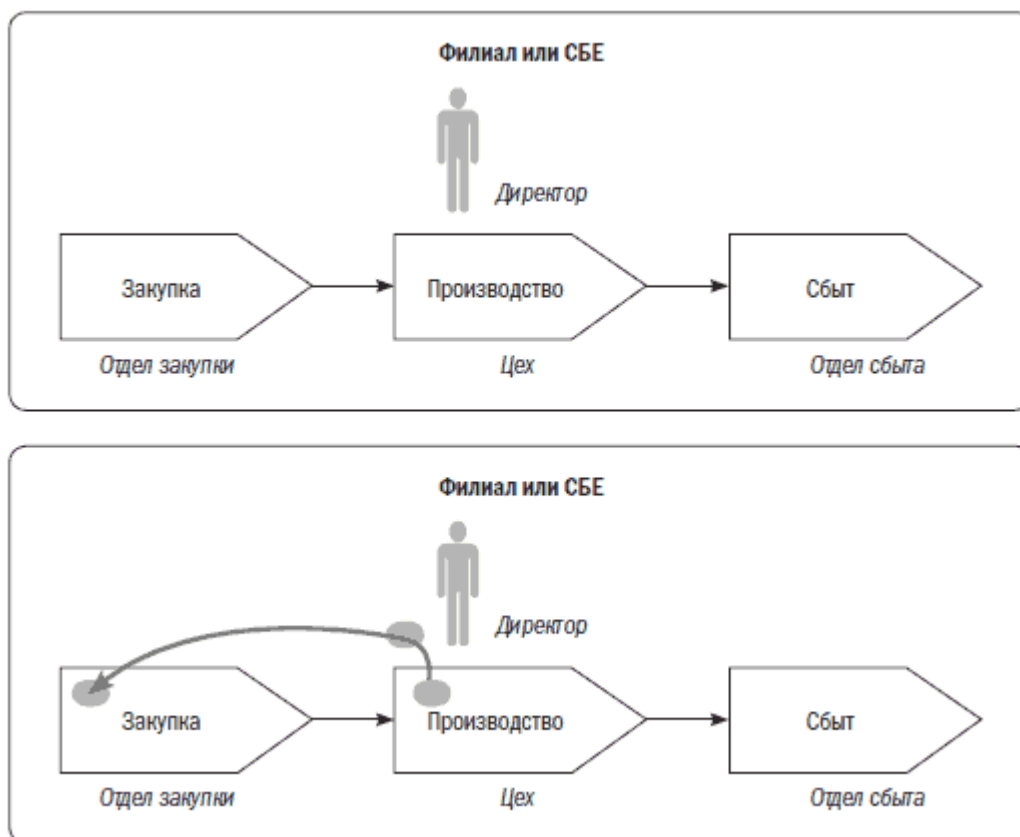 Филиал или СБЕ
Директор
Закупка
Производство
Сбыт
Отдел закупки
Цех
Отдел сбыта
Филиал или СБЕ
Директор
Закупка
Производство
Сбыт
Отдел закупки
Цех
Отдел сбыта